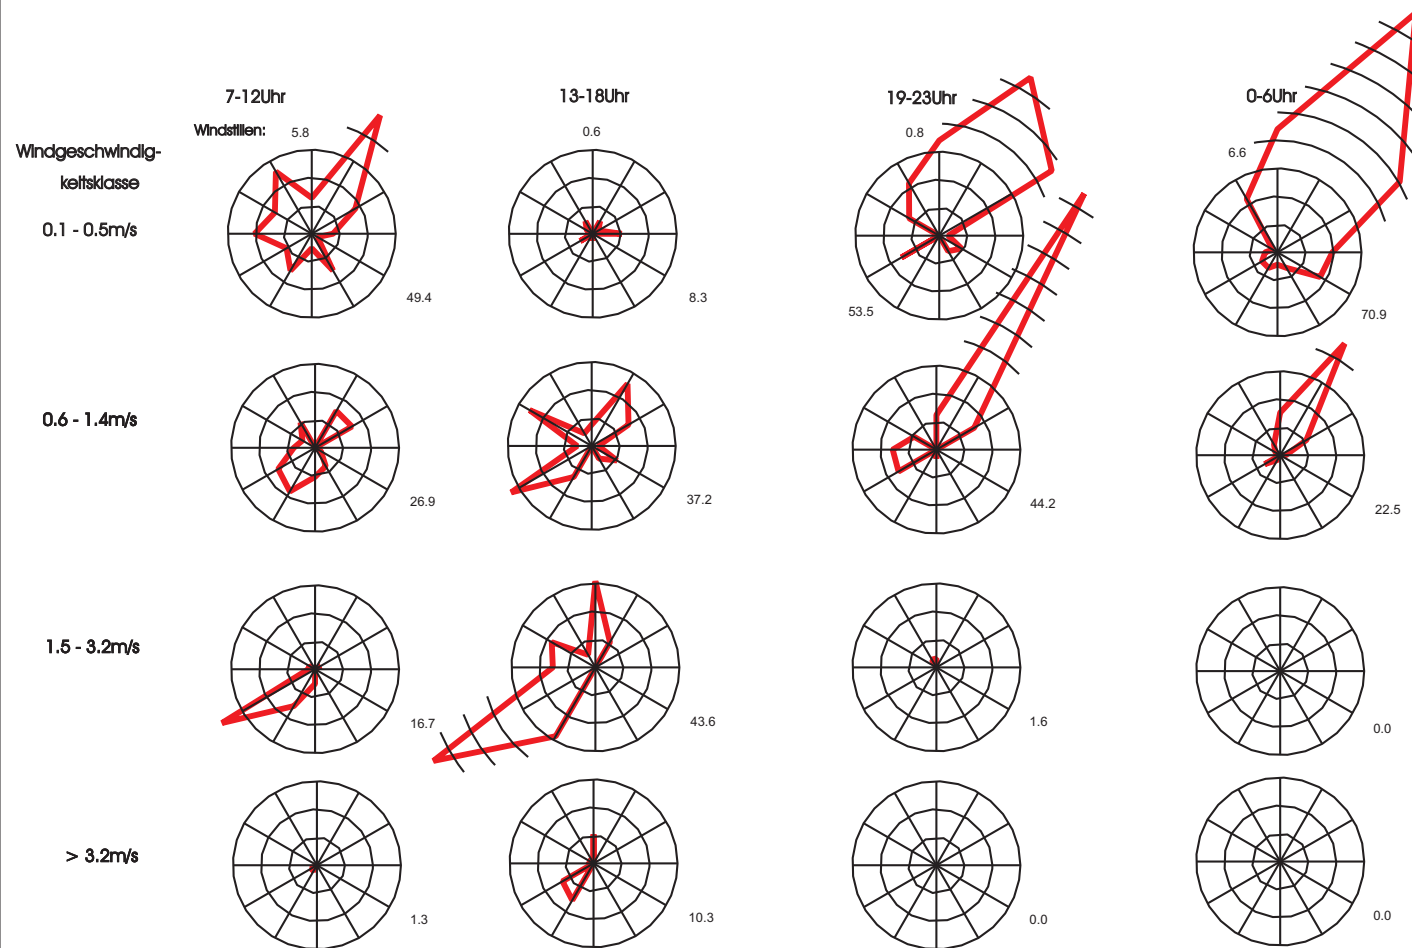 7-12Uhr 13-18Uhr 19-23Uhr 0-6Uhr
Windstillen: 5.8 0.6 0.8 6.6
Windgeschwindig-
keitsklasse
0.1 - 0.5m/s
49.4 8.3 53.5 70.9
0.6 - 1.4m/s
26.9 37.2 44.2 22.5
1.5 - 3.2m/s
16.7 43.6 1.6 0.0
> 3.2m/s
1.3 10.3 0.0 0.0